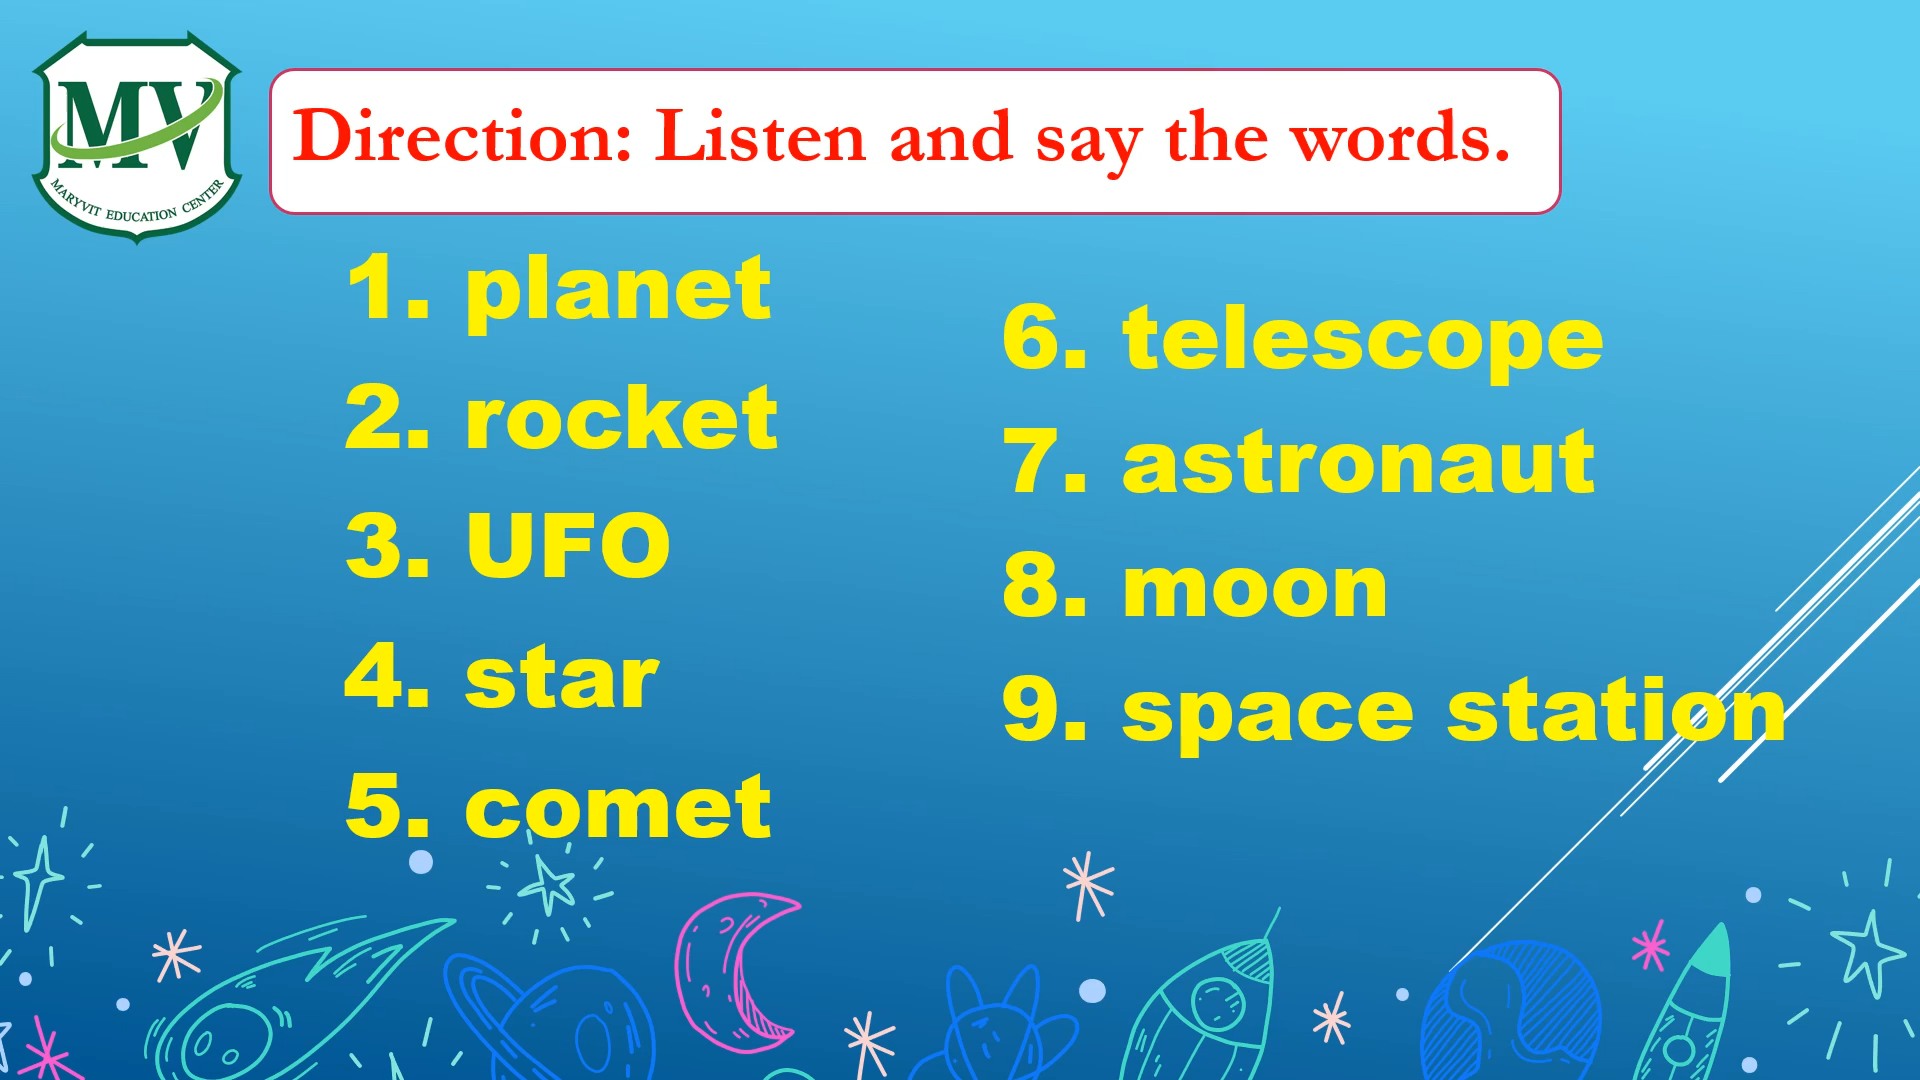 MV
MARYVIT EDUCATION CENTER
Direction: Listen and say the words.
1. planet
2. rocket
3. UFO
4. star
5. comet
6. telescope
7. astronaut
8. moon
9. space station